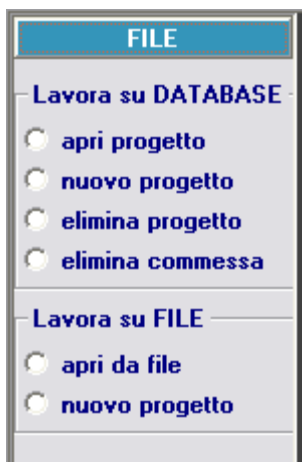 FILE
Lavora su DATABASE
apri progetto
nuovo progetto
elimina progetto
elimina commessa
Lavora su FILE
apri da file
nuovo progetto